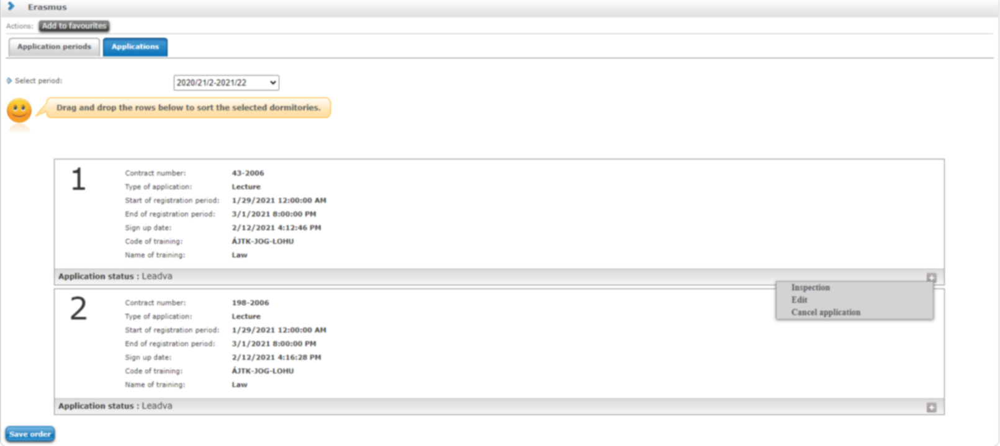 Erasmus
Actions: Add to favourites
Application periods Applications
Select period: 2020/21/2-2021/22
Drag and drop the rows below to sort the selected dormitories.
1
Contract number: 43-2006
Type of application: Lecture
Start of registration period: 1/29/2021 12:00:00 AM
End of registration period: 3/1/2021 8:00:00 PM
Sign up date: 2/12/2021 4:12:46 PM
Code of training: ÁJTK-JOG-LOHU
Name of training: Law
Application status : Leadva
Inspection
Edit
Cancel application
2
Contract number: 198-2006
Type of application: Lecture
Start of registration period: 1/29/2021 12:00:00 AM
End of registration period: 3/1/2021 8:00:00 PM
Sign up date: 2/12/2021 4:16:28 PM
Code of training: ÁJTK-JOG-LOHU
Name of training: Law
Application status : Leadva
Save order